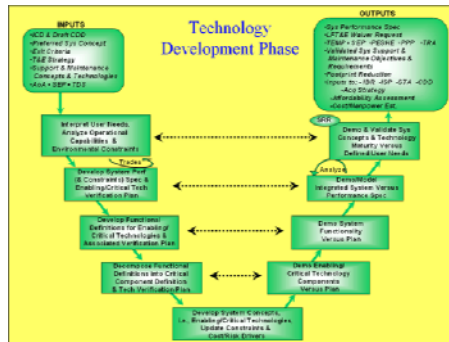 INPUTS
•ICD & Draft CDD
•Preferred Sys Concept
•Exit Criteria
•T&E Strategy
•Support & Maintenance
Concepts & Technologies
•AoA •SEP •TDS
Technology
Development Phase
OUTPUTS
•Sys Performance Spec
•LFT&E Waiver Request
•TEMP •SEP •PESHE •PPP •TRA
•Validated Sys Support &
Maintenance Objectives &
Requirements
•Footprint Reduction
•Inputs to: -IBR -ISP -STA -CDD
-Acq Strategy
-Affordability Assessment
-Cost/Manpower Est.
Interpret User Needs,
Analyze Operational
Capabilities &
Environmental Constraints
SRR
Demo & Validate Sys
Concepts & Technology
Maturity Versus
Defined User Needs
Trades
Analyze
Develop System Perf
(& Constraints) Spec &
Enabling/Critical Tech
Verification Plan
Demo/Model
Integrated System Versus
Performance Spec
Develop Functional
Definitions for Enabling/
Critical Technologies &
Associated Verification Plan
Demo System
Functionality
Versus Plan
Decompose Functional
Definitions into Critical
Component Definition
& Tech Verification Plan
Demo Enabling/
Critical Technology
Components
Versus Plan
Develop System Concepts,
i.e., Enabling/Critical Technologies,
Update Constraints &
Cost/Risk Drivers